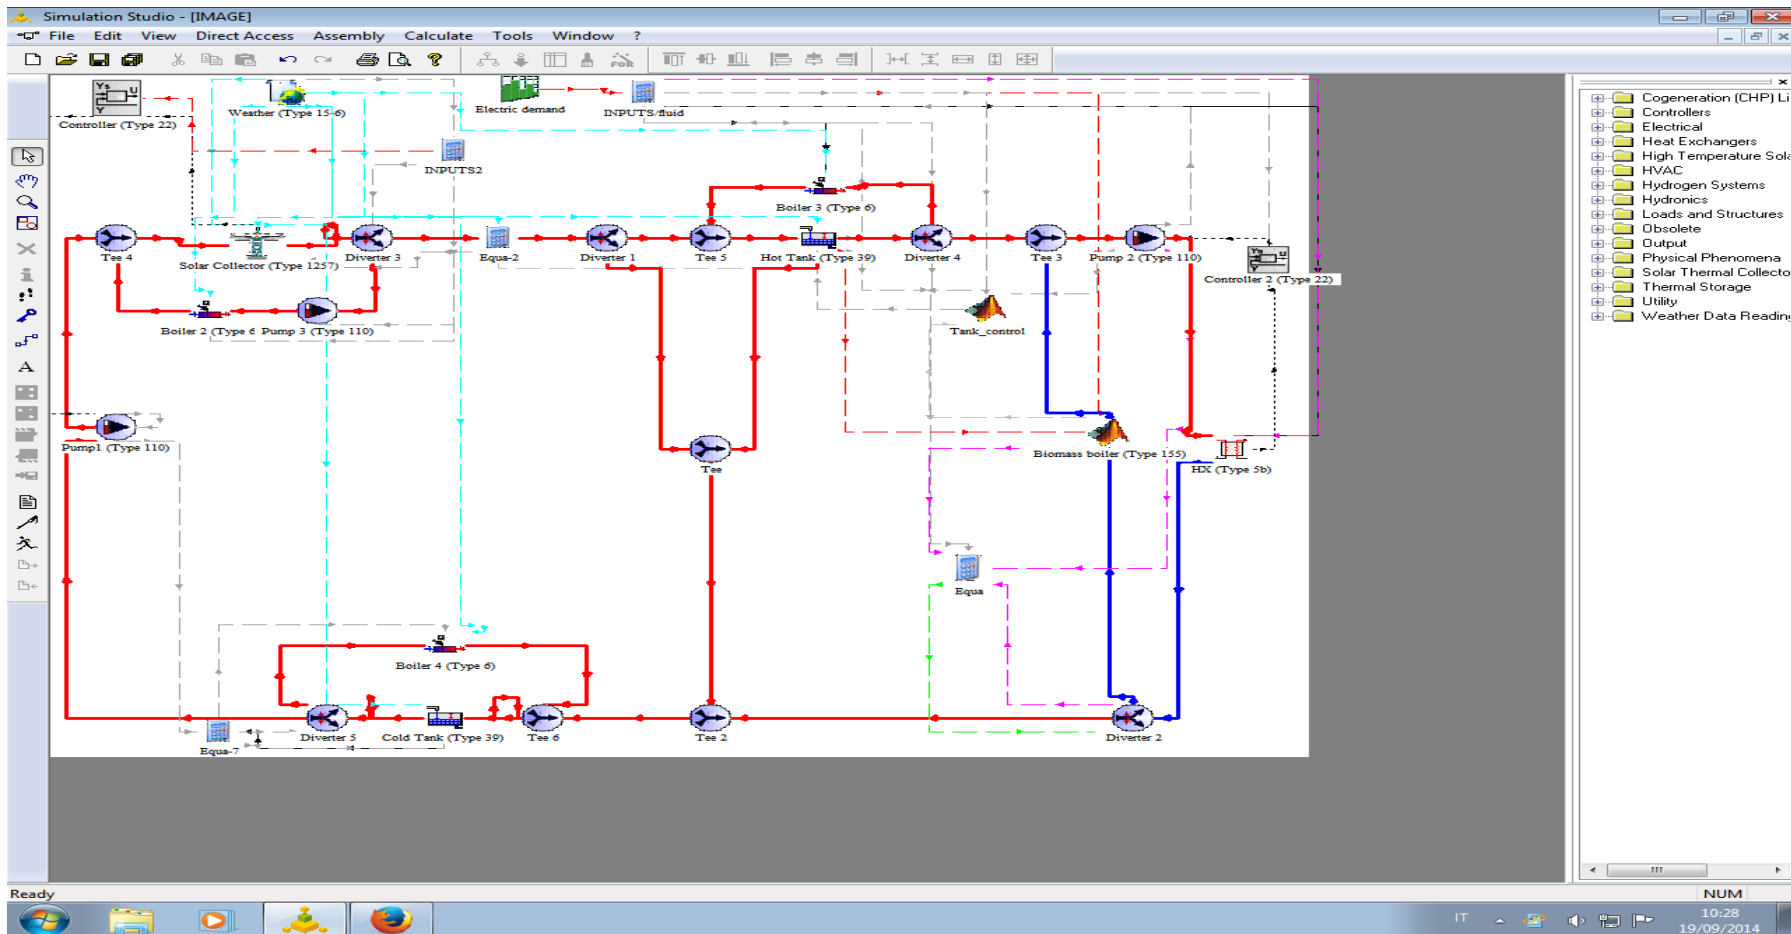 Simulation Studio - [IMAGE]
File Edit View Direct Access Assembly Calculate Tools Window ?
Ys
U
Y
Controller (Type 22)
Weather (Type 15-6)
Electric demand
INPUTS/fluid
INPUTS2
Boiler 3 (Type 6)
Tee 4
Solar Collector (Type 1257)
Diverter 3
Equa-2
Diverter 1
Tee 5
Hot Tank (Type 39)
Diverter 4
Tee 3
Pump 2 (Type 110)
Ys
U
Y
Controller 2 (Type 22)
Boiler 2 (Type 6
Pump 3 (Type 110)
Tank_control
Pump1 (Type 110)
Tee
Biomass boiler (Type 155)
HX (Type 5b)
Equa
Boiler 4 (Type 6)
Equa-7
Diverter 5
Cold Tank (Type 39)
Tee 6
Tee 2
Diverter 2
A
Cogeneration (CHP) Li
Controllers
Electrical
Heat Exchangers
High Temperature Sola
HVAC
Hydrogen Systems
Hydronics
Loads and Structures
Obsolete
Output
Physical Phenomena
Solar Thermal Collecto
Thermal Storage
Utility
Weather Data Reading
Ready
NUM
IT
10:28
19/09/2014